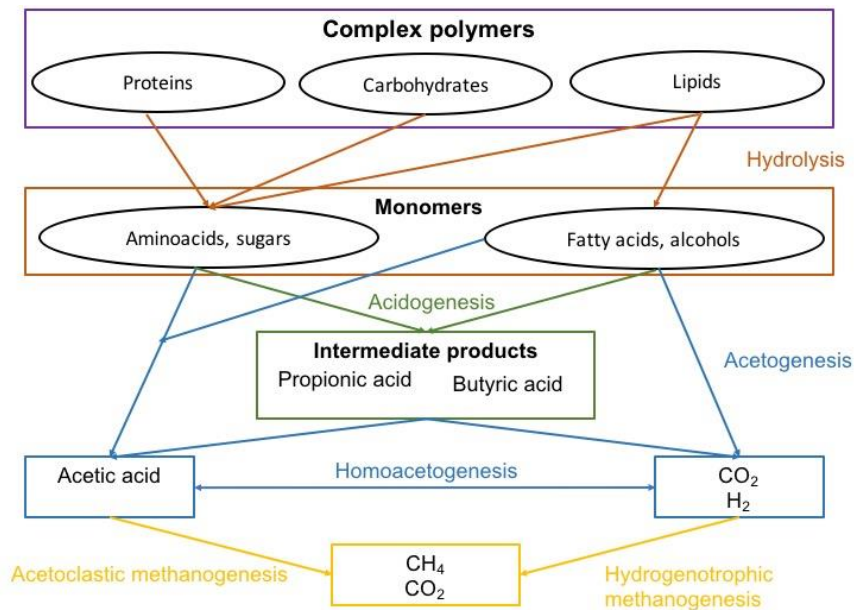 Complex polymers
Proteins
Carbohydrates
Lipids
Hydrolysis
Monomers
Aminoacids, sugars
Fatty acids, alcohols
Acidogenesis
Intermediate products
Propionic acid
Butyric acid
Acetogenesis
Acetic acid
Homoacetogenesis
CO₂
H₂
Acetoclastic methanogenesis
CH₄
CO₂
Hydrogenotrophic
methanogenesis